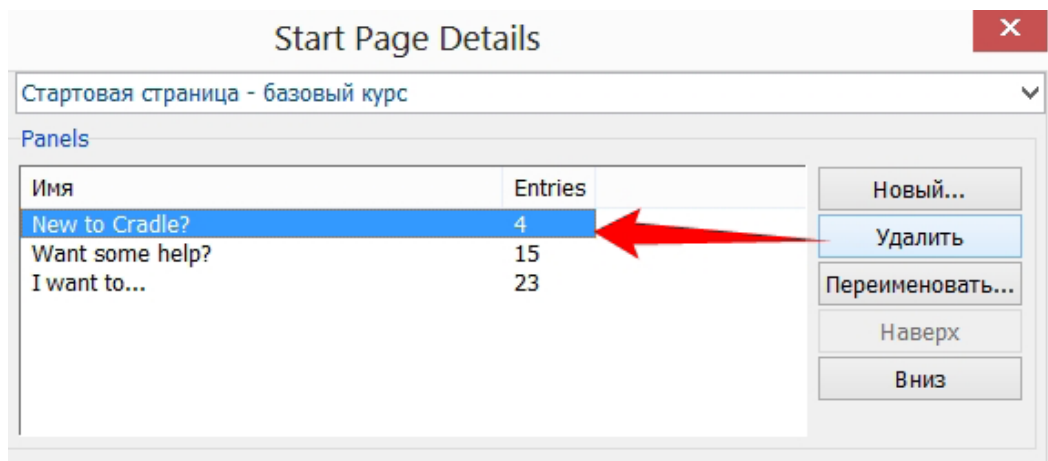 Start Page Details
Стартовая страница - базовый курс
Panels
Имя Entries
New to Cradle? 4
Want some help? 15
I want to... 23
Новый...
Удалить
Переименовать...
Наверх
Вниз